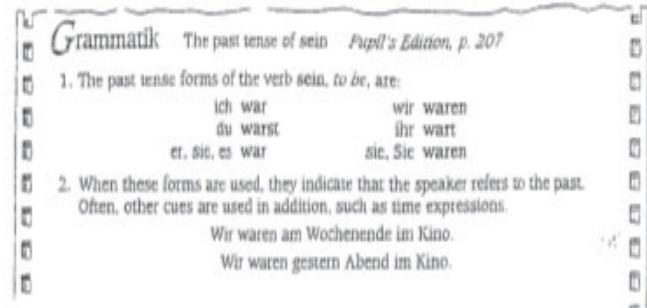 Grammatik The past tense of sein Pupil's Edition, p. 207
1. The past tense forms of the verb sein, to be, are:
ich war wir waren
du warst ihr wart
er, sie, es war sie, Sie waren
2. When these forms are used, they indicate that the speaker refers to the past.
Often, other cues are used in addition, such as time expressions.
Wir waren am Wochenende im Kino.
Wir waren gestern Abend im Kino.